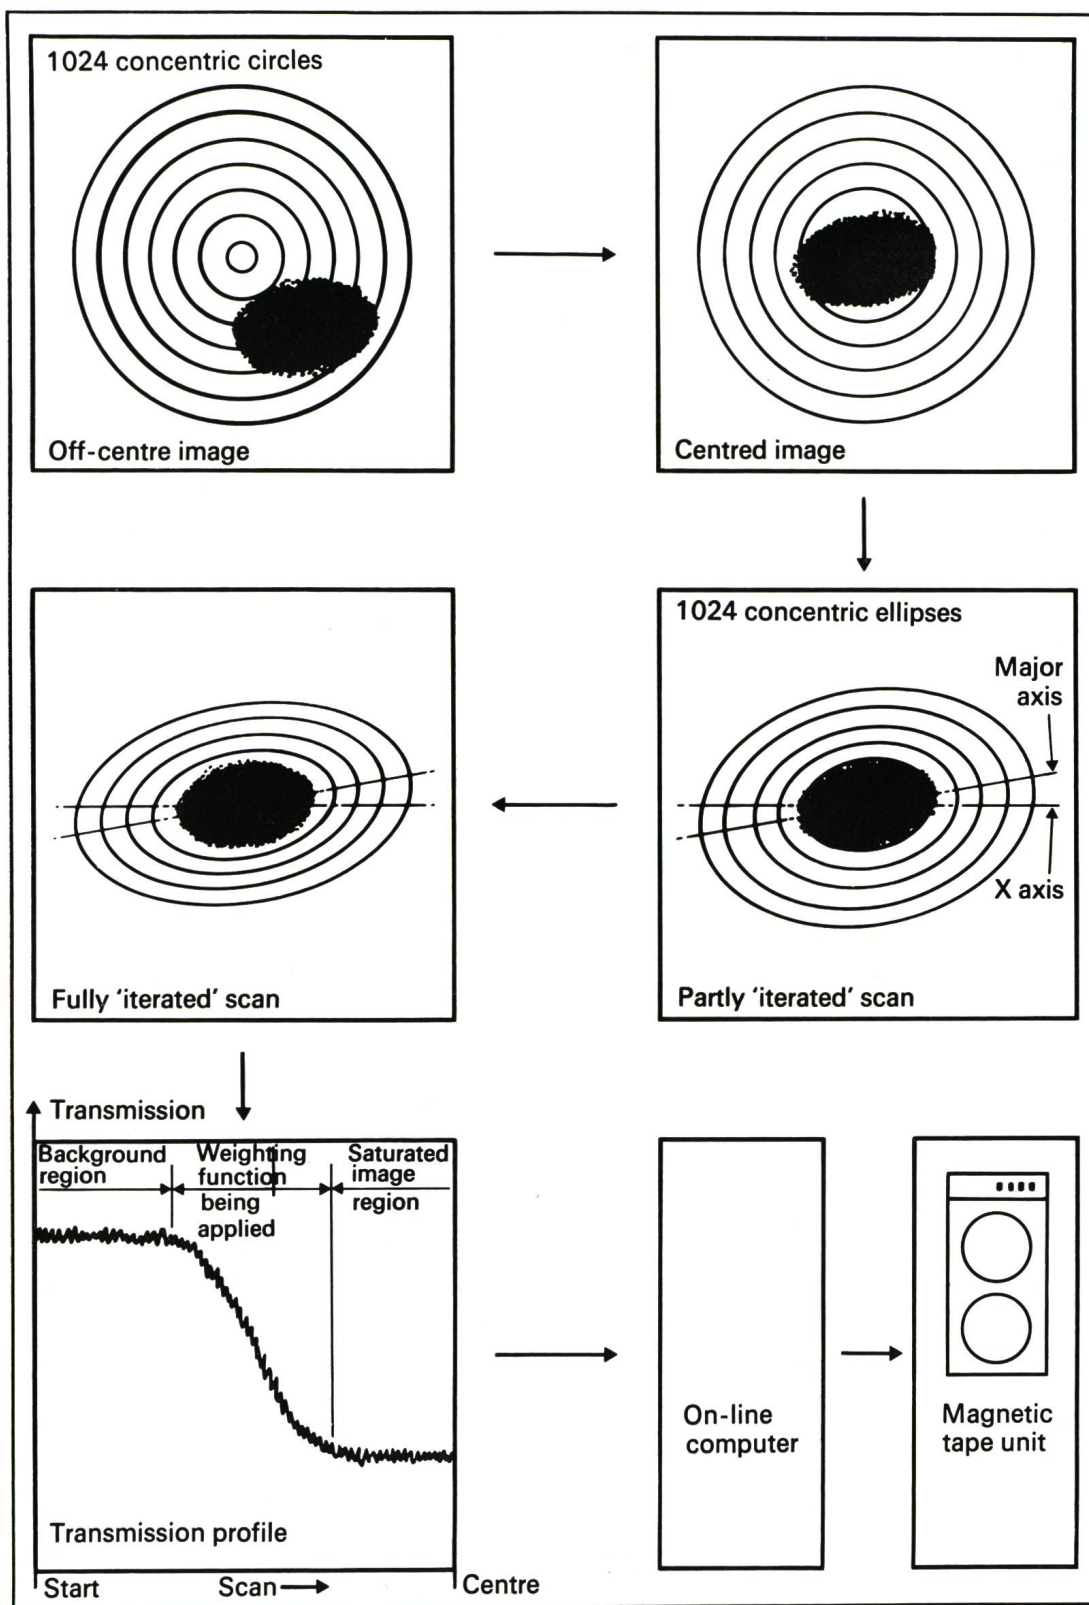 1024 concentric circles
Off-centre image
Centred image
1024 concentric ellipses
Major
axis
X axis
Partly ‘iterated’ scan
Fully ‘iterated’ scan
Transmission
Background
region
Weighting
function
being
applied
Saturated
image
region
Transmission profile
Start
Scan
Centre
On-line
computer
Magnetic
tape unit